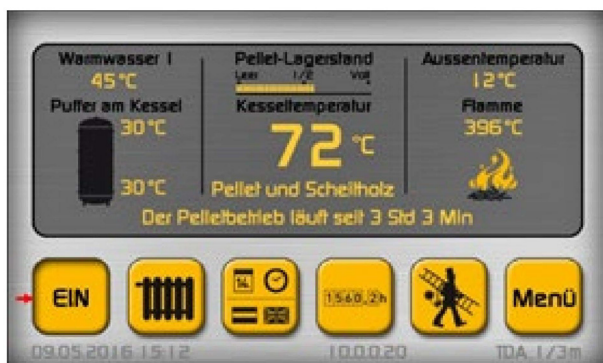 Warmwasser 1
45°C
Puffer am Kessel
30°C
30°C
Pellet-Lagerstand
Leer 1/2 Voll
Kesseltemperatur
72 °C
Pellet und Scheitholz
Aussentemperatur
12°C
Flamme
396°C
Der Pelletbetrieb läuft seit 3 Std 3 Min
EIN
14
1560,2h
Menü
09.05.2016 15:12
10.0.0.20
TDA 1/3m